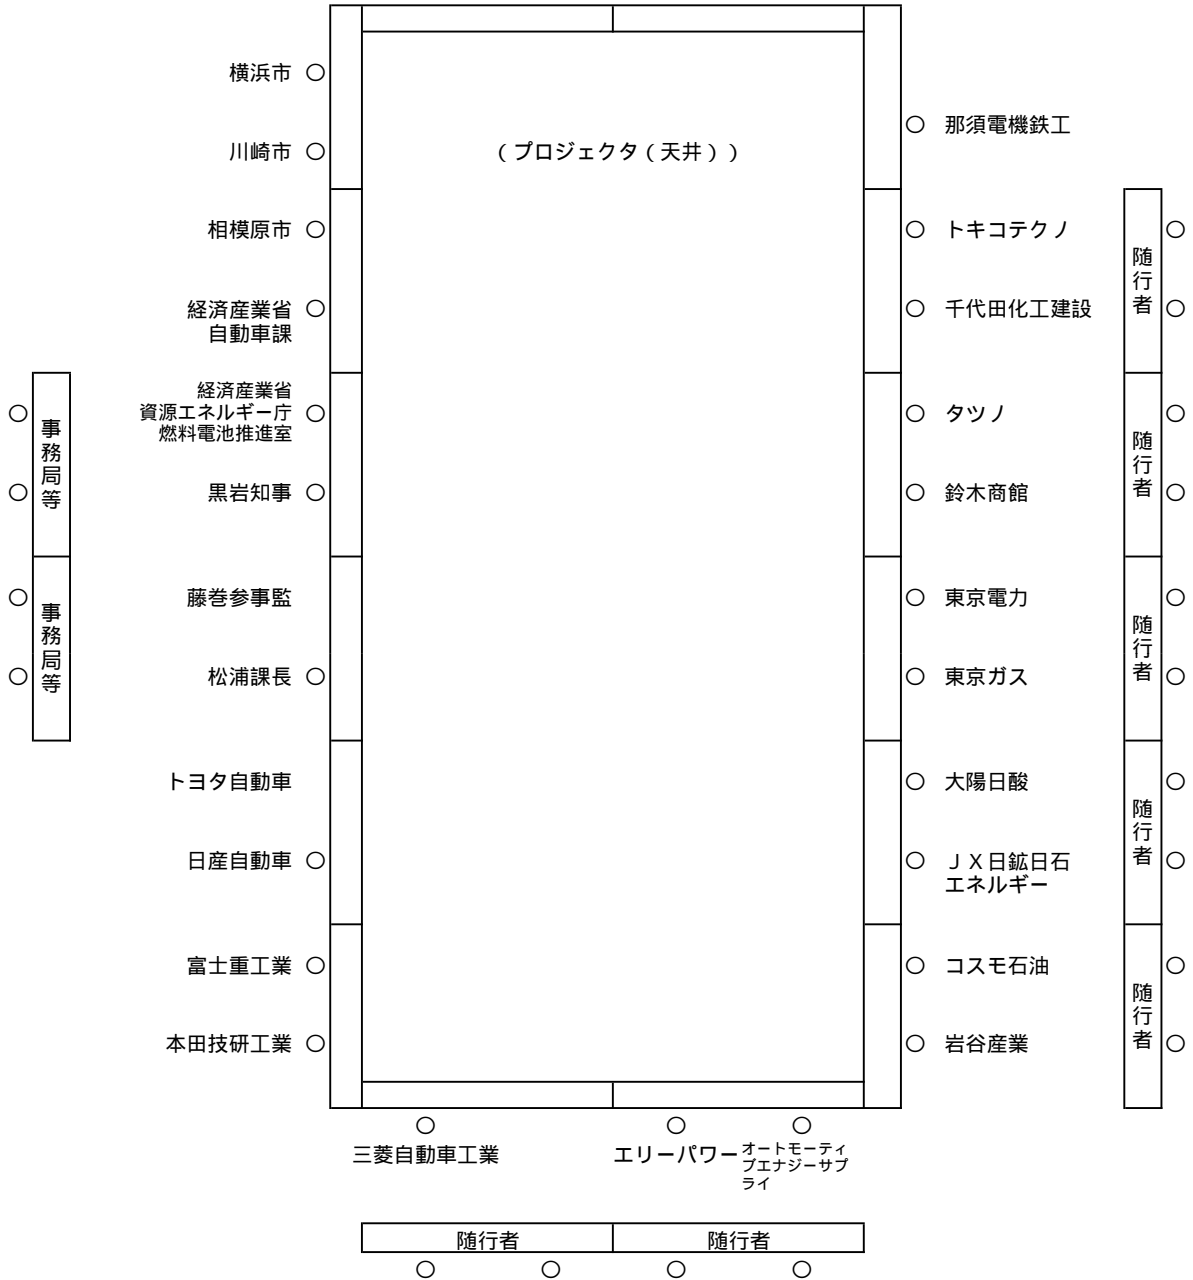 横浜市 ○
○ 那須電機鉄工
川崎市 ○
(プロジェクタ(天井))
相模原市 ○
○ トキコテクノ
随行者
○
経済産業省 ○
自動車課
○ 千代田化工建設
○
経済産業省
資源エネルギー庁 ○
燃料電池推進室
○ 事務局等
○ タツノ
随行者
○
○
黒岩知事 ○
○ 鈴木商館
○
○ 事務局等
藤巻参事監
○ 東京電力
随行者
○
○
松浦課長 ○
○ 東京ガス
○
トヨタ自動車
○ 大陽日酸
随行者
○
日産自動車 ○
○ JX日鉱日石
エネルギー
○
富士重工業 ○
○ コスモ石油
随行者
○
本田技研工業 ○
○ 岩谷産業
○
○ ○ ○
三菱自動車工業
エリーパワー
オートモーティ
ブエナジーサプ
ライ
随行者 随行者
○ ○ ○ ○